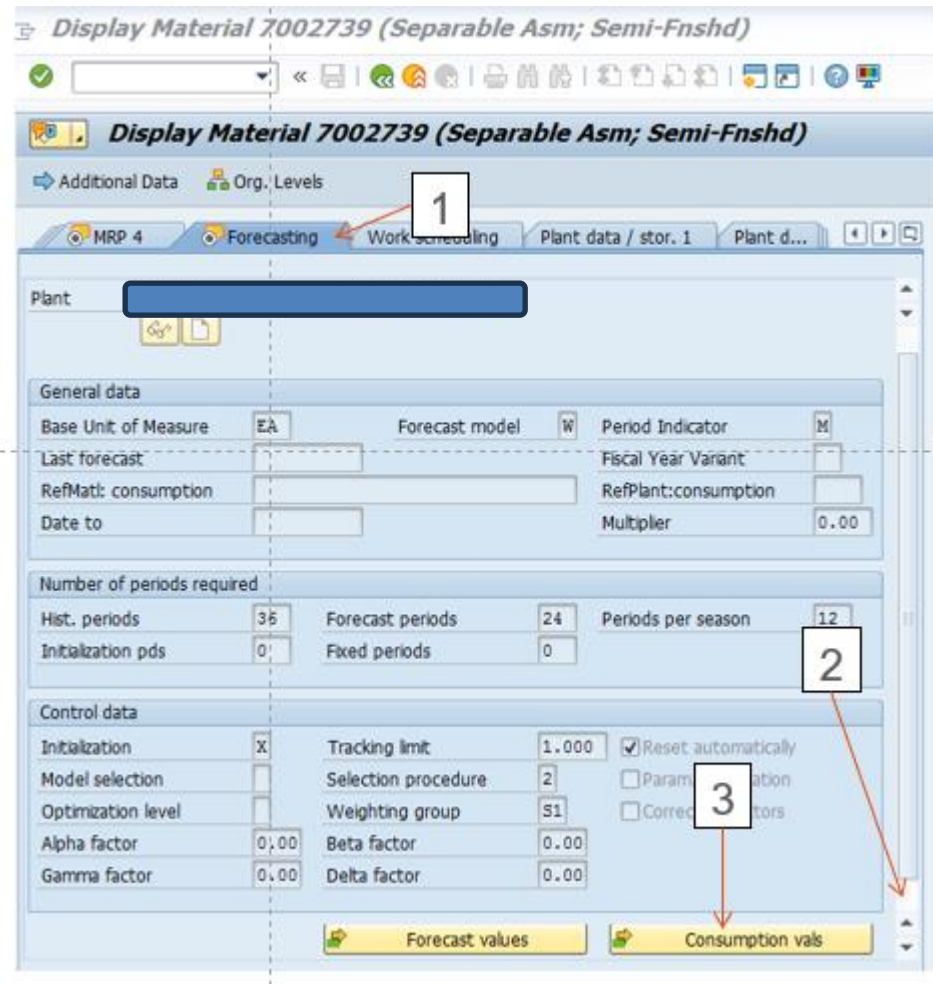 Display Material 7002739 (Separable Asm; Semi-Fnshd)
Display Material 7002739 (Separable Asm; Semi-Fnshd)
Additional Data Org. Levels
1
MRP 4 Forecasting Work scheduling Plant data / stor. 1 Plant d...
Plant
General data
Base Unit of Measure EA Forecast model W Period Indicator M
Last forecast Fiscal Year Variant
RefMatl: consumption RefPlant:consumption
Date to Multiplier 0.00
Number of periods required
Hist. periods 36 Forecast periods 24 Periods per season 12
Initialization pds 0 Fixed periods 0
2
Control data
Initialization X Tracking limit 1.000 Reset automatically
Model selection Selection procedure 2
3
Optimization level Weighting group S1
Alpha factor 0.00 Beta factor 0.00
Gamma factor 0.00 Delta factor 0.00
Forecast values Consumption vals